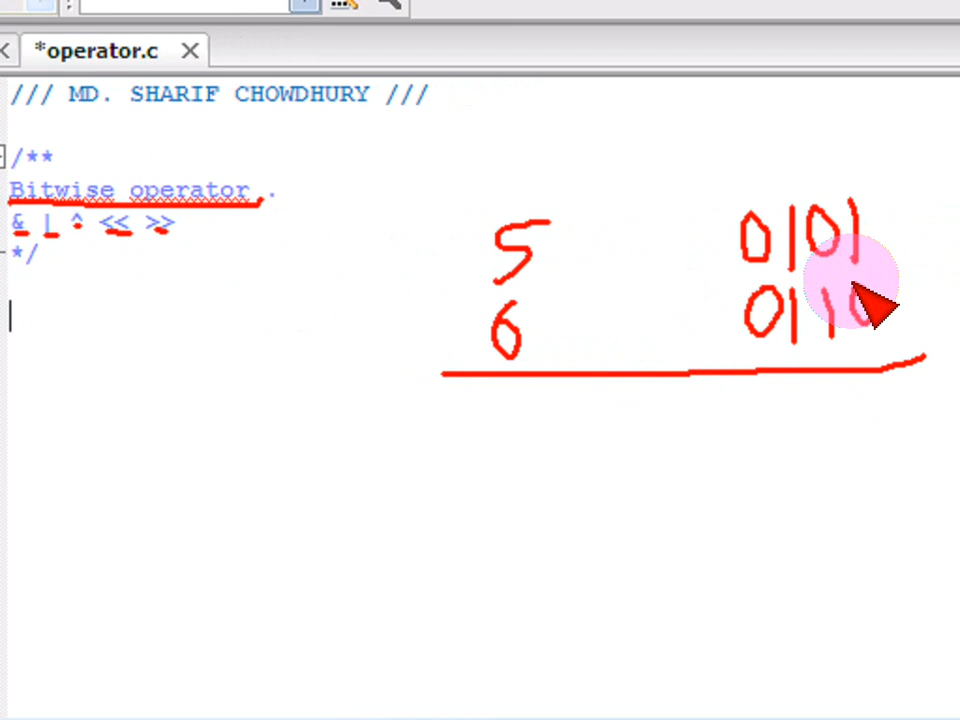 *operator.c
/// MD. SHARIF CHOWDHURY ///
/**
Bitwise operator .
& | ^ << >>
*/
5 0101
6 0110